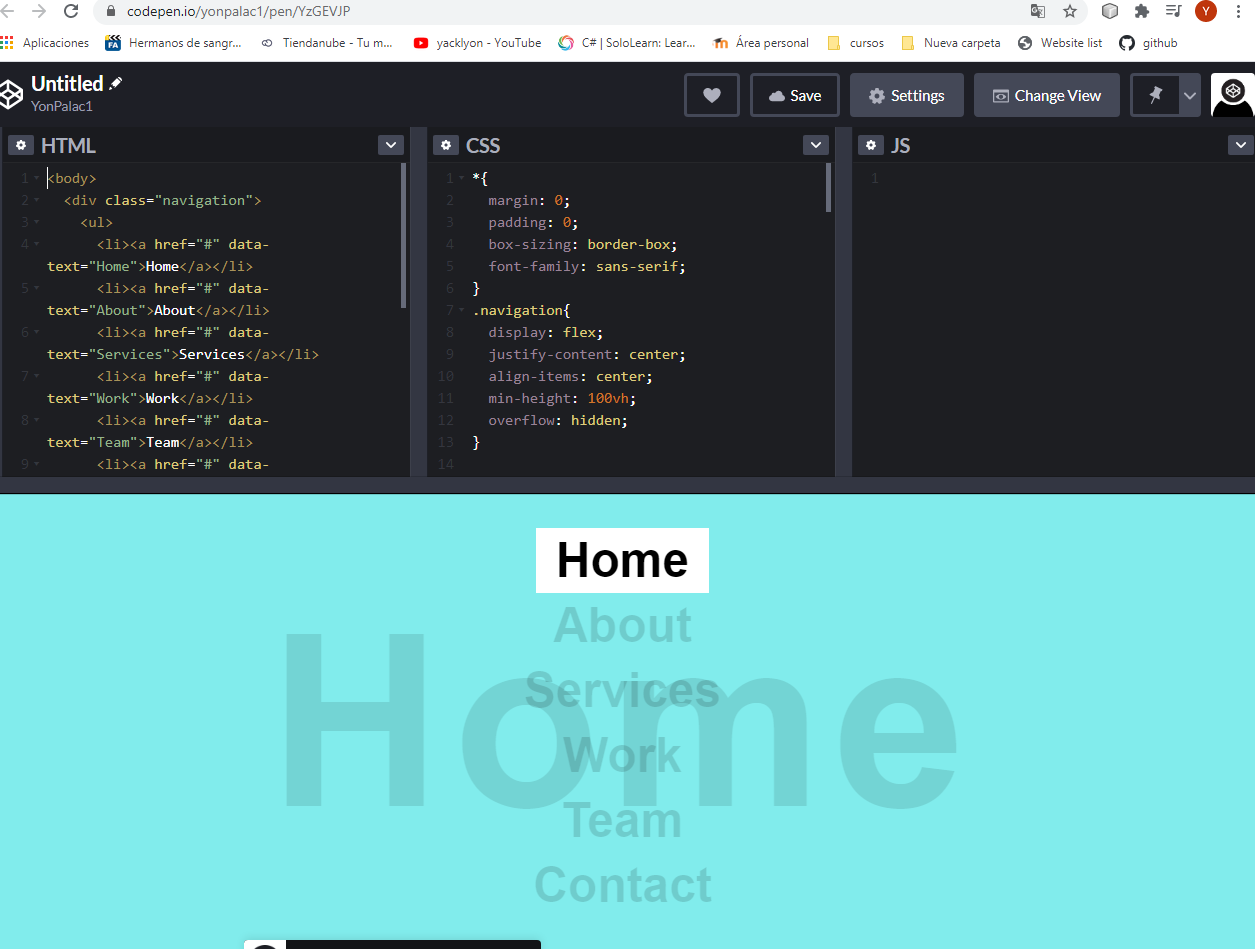 codepen.io/yonpalac1/pen/YzGEVJP
Y
Aplicaciones
FA
Hermanos de sangr...
Tiendanube - Tu m...
yacklyon - YouTube
C# | SoloLearn: Lear...
Área personal
cursos
Nueva carpeta
Website list
github
Untitled
YonPalac1
Save
Settings
Change View
HTML
1 <body>
2 <div class="navigation">
3 <ul>
4 <li><a href="#" data-
text="Home">Home</a></li>
5 <li><a href="#" data-
text="About">About</a></li>
6 <li><a href="#" data-
text="Services">Services</a></li>
7 <li><a href="#" data-
text="Work">Work</a></li>
8 <li><a href="#" data-
text="Team">Team</a></li>
9 <li><a href="#" data-
CSS
1 *{
2 margin: 0;
3 padding: 0;
4 box-sizing: border-box;
5 font-family: sans-serif;
6 }
7 .navigation{
8 display: flex;
9 justify-content: center;
10 align-items: center;
11 min-height: 100vh;
12 overflow: hidden;
13 }
14
JS
1
Home
About
Services
Work
Team
Contact
Home